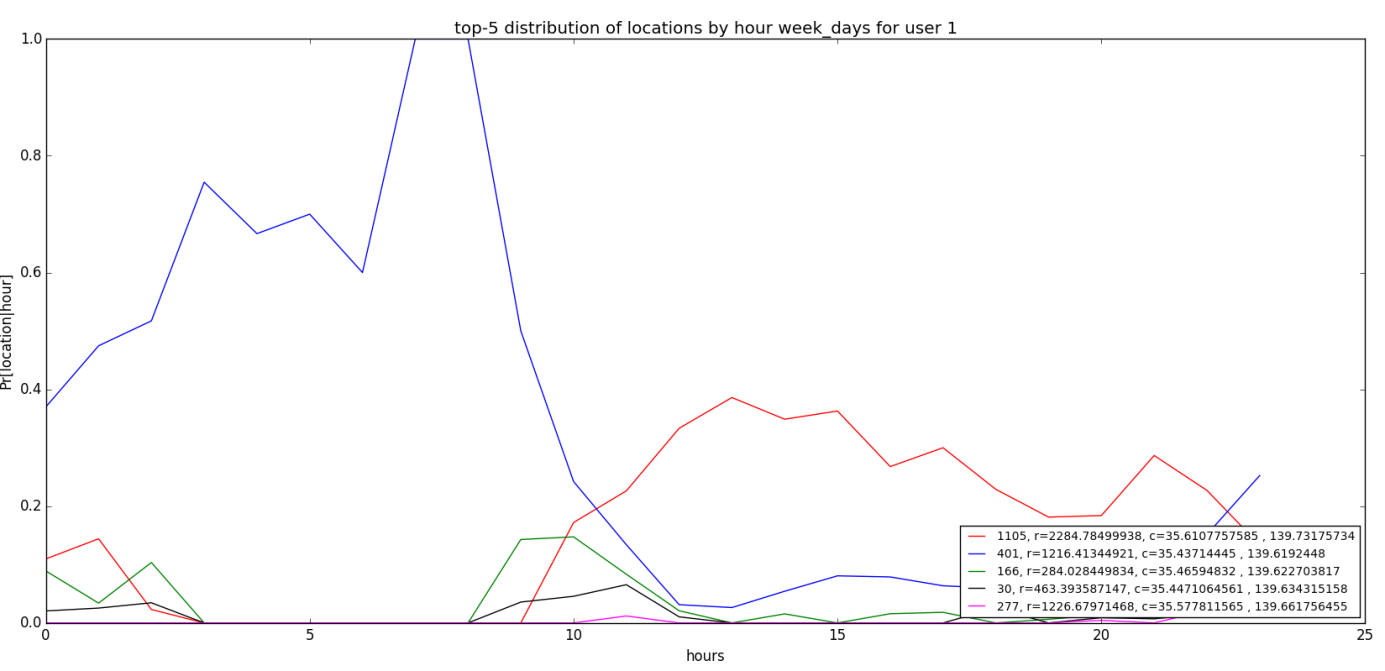 top-5 distribution of locations by hour week_days for user 1
1.0
0.8
0.6
0.4
0.2
0.0
Pr[location|hour]
1105, r=2284.78499938, c=35.6107757585 , 139.73175734
401, r=1216.41344921, c=35.43714445 , 139.6192448
166, r=284.028449834, c=35.46594832 , 139.622703817
30, r=463.393587147, c=35.4471064561 , 139.634315158
277, r=1226.67971468, c=35.577811565 , 139.661756455
0 5 10 15 20 25
hours